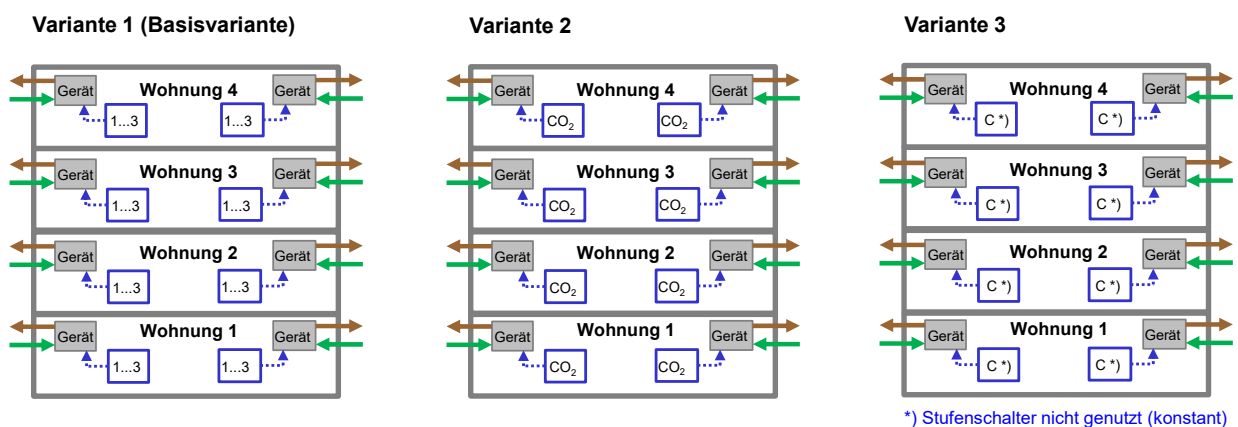 Variante 1 (Basisvariante)
Gerät Wohnung 4 Gerät
1...3 1...3
Gerät Wohnung 3 Gerät
1...3 1...3
Gerät Wohnung 2 Gerät
1...3 1...3
Gerät Wohnung 1 Gerät
1...3 1...3
Variante 2
Gerät Wohnung 4 Gerät
CO₂ CO₂
Gerät Wohnung 3 Gerät
CO₂ CO₂
Gerät Wohnung 2 Gerät
CO₂ CO₂
Gerät Wohnung 1 Gerät
CO₂ CO₂
Variante 3
Gerät Wohnung 4 Gerät
C *) C *)
Gerät Wohnung 3 Gerät
C *) C *)
Gerät Wohnung 2 Gerät
C *) C *)
Gerät Wohnung 1 Gerät
C *) C *)
*) Stufenschalter nicht genutzt (konstant)